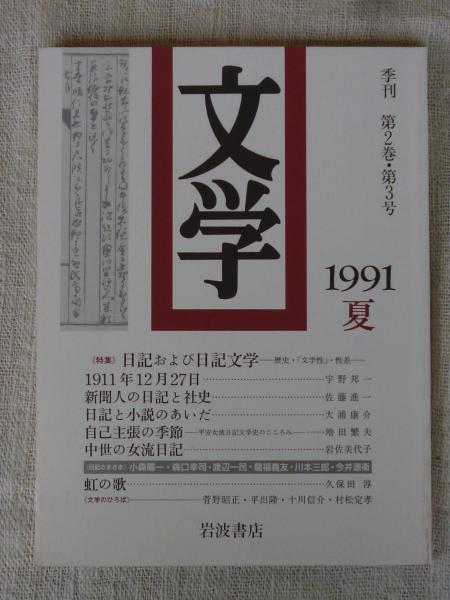 季刊 第2巻・第3号
文学
1991
夏
《特集》日記および日記文学──歴史・「文学性」・性差──
1911年12月27日……宇野邦一
新聞人の日記と社史……佐藤進一
日記と小説のあいだ……大浦康介
自己主張の季節──平安女流日記文学史のこころみ──……増田繁夫
中世の女流日記……岩佐美代子
〈日記さまざま〉小森陽一・森口幸司・渡辺一民・龍福義友・川本三郎・今井源衛
虹の歌……久保田 淳
《文学のひろば》……菅野昭正・平出隆・十川信介・村松定孝
岩波書店